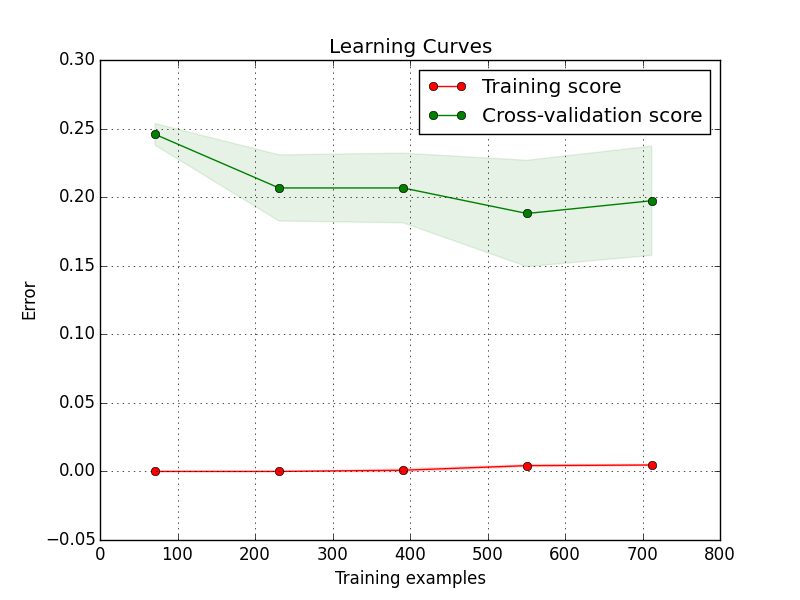 Learning Curves
Training score
Cross-validation score
0.30
0.25
0.20
0.15
0.10
0.05
0.00
−0.05
Error
0 100 200 300 400 500 600 700 800
Training examples